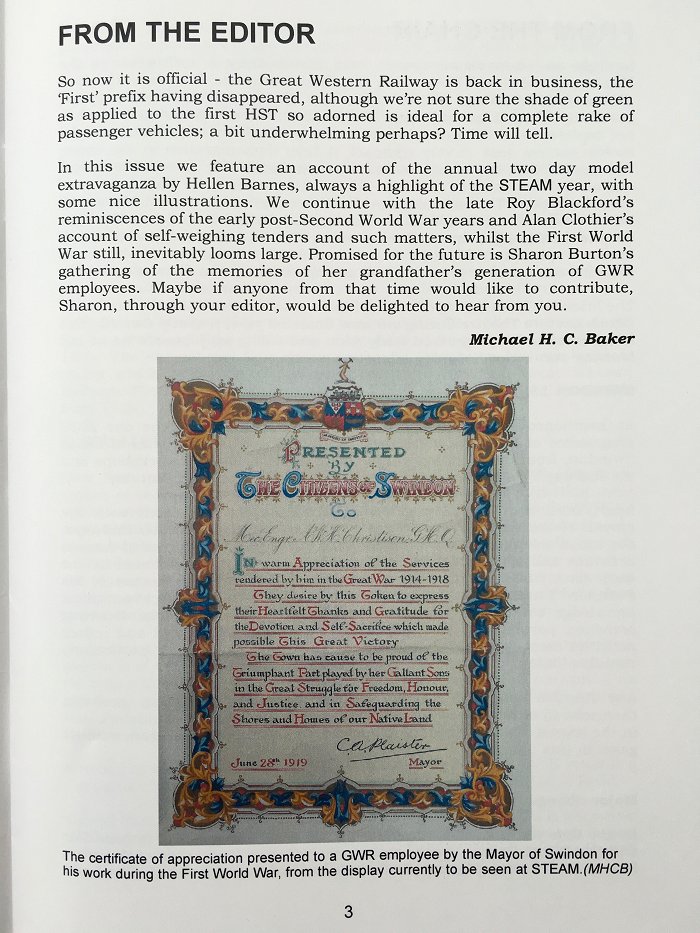 FROM THE EDITOR
So now it is official - the Great Western Railway is back in business, the
'First' prefix having disappeared, although we're not sure the shade of green
as applied to the first HST so adorned is ideal for a complete rake of
passenger vehicles; a bit underwhelming perhaps? Time will tell.
In this issue we feature an account of the annual two day model
extravaganza by Hellen Barnes, always a highlight of the STEAM year, with
some nice illustrations. We continue with the late Roy Blackford's
reminiscences of the early post-Second World War years and Alan Clothier's
account of self-weighing tenders and such matters, whilst the First World
War still, inevitably looms large. Promised for the future is Sharon Burton's
gathering of the memories of her grandfather's generation of GWR
employees. Maybe if anyone from that time would like to contribute,
Sharon, through your editor, would be delighted to hear from you.
Michael H. C. Baker
PRESENTED
BY
THE CITIZENS OF SWINDON
To
Christison G.H.Q.
In warm Appreciation of the Services
rendered by him in the Great War 1914-1918
They desire by this Token to express
their Heartfelt Thanks and Gratitude for
the Devotion and Self-Sacrifice which made
possible This Great Victory
The Town has cause to be proud of the
Triumphant Part played by her Gallant Sons
in the Great Struggle for Freedom, Honour,
and Justice and in Safeguarding the
Shores and Homes of our Native Land
C.A. Plaister
June 28th 1919 Mayor
The certificate of appreciation presented to a GWR employee by the Mayor of Swindon for
his work during the First World War, from the display currently to be seen at STEAM.(MHCB)
3